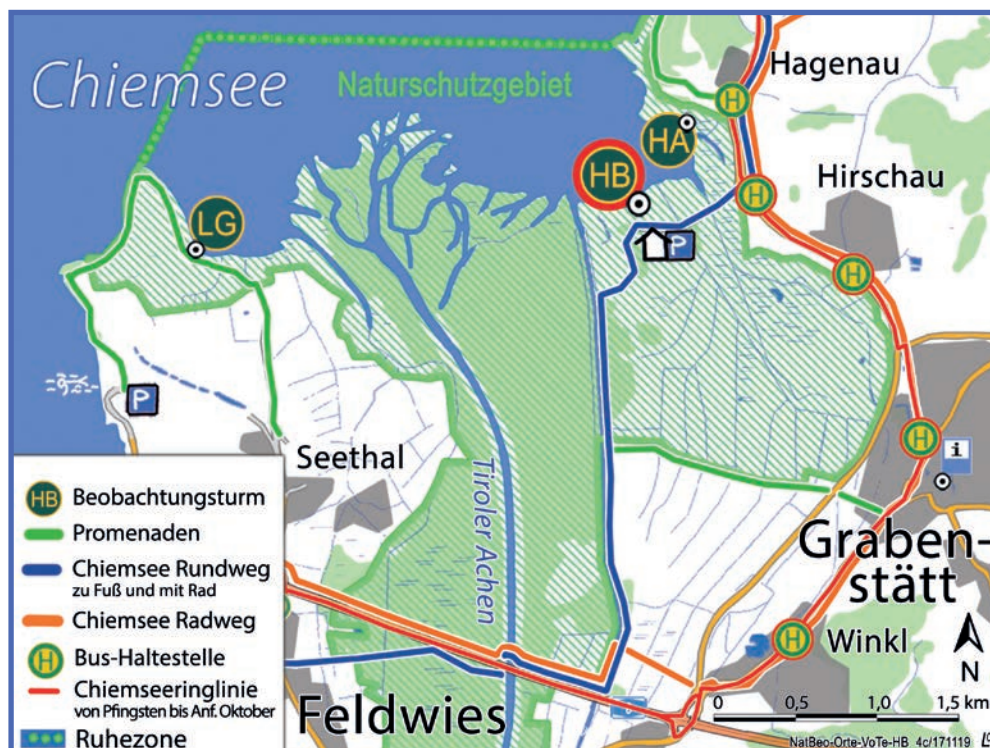 Chiemsee
Naturschutzgebiet
Hagenau
HA
HB
Hirschau
LG
H
H
H
P
P
Seethal
Tiroler Achen
H
i
Graben-
stätt
Winkl
H
Feldwies
N
0 0,5 1,0 1,5 km
NatBeo-Orte-VoTe-HB 4c/171119
HB Beobachtungsturm
Promenaden
Chiemsee Rundweg
zu Fuß und mit Rad
Chiemsee Radweg
H Bus-Haltestelle
Chiemseeringlinie
von Pfingsten bis Anf. Oktober
Ruhezone